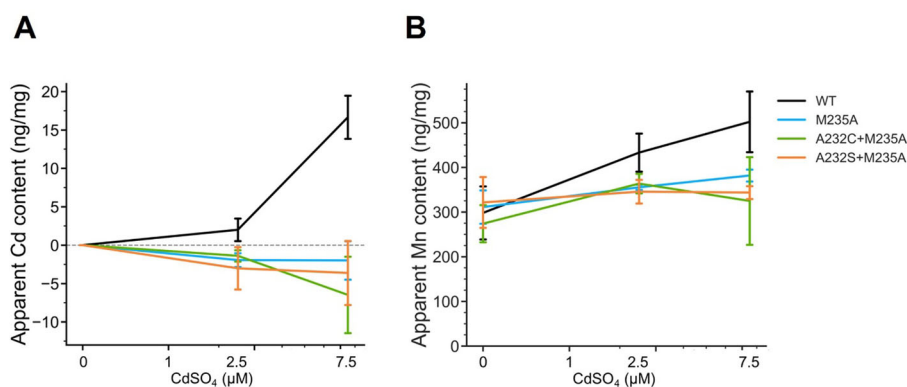 A
B
Apparent Cd content (ng/mg)
20
15
10
5
0
−5
−10
0
1
2.5
7.5
CdSO₄ (μM)
Apparent Mn content (ng/mg)
500
400
300
200
100
0
0
1
2.5
7.5
CdSO₄ (μM)
WT
M235A
A232C+M235A
A232S+M235A